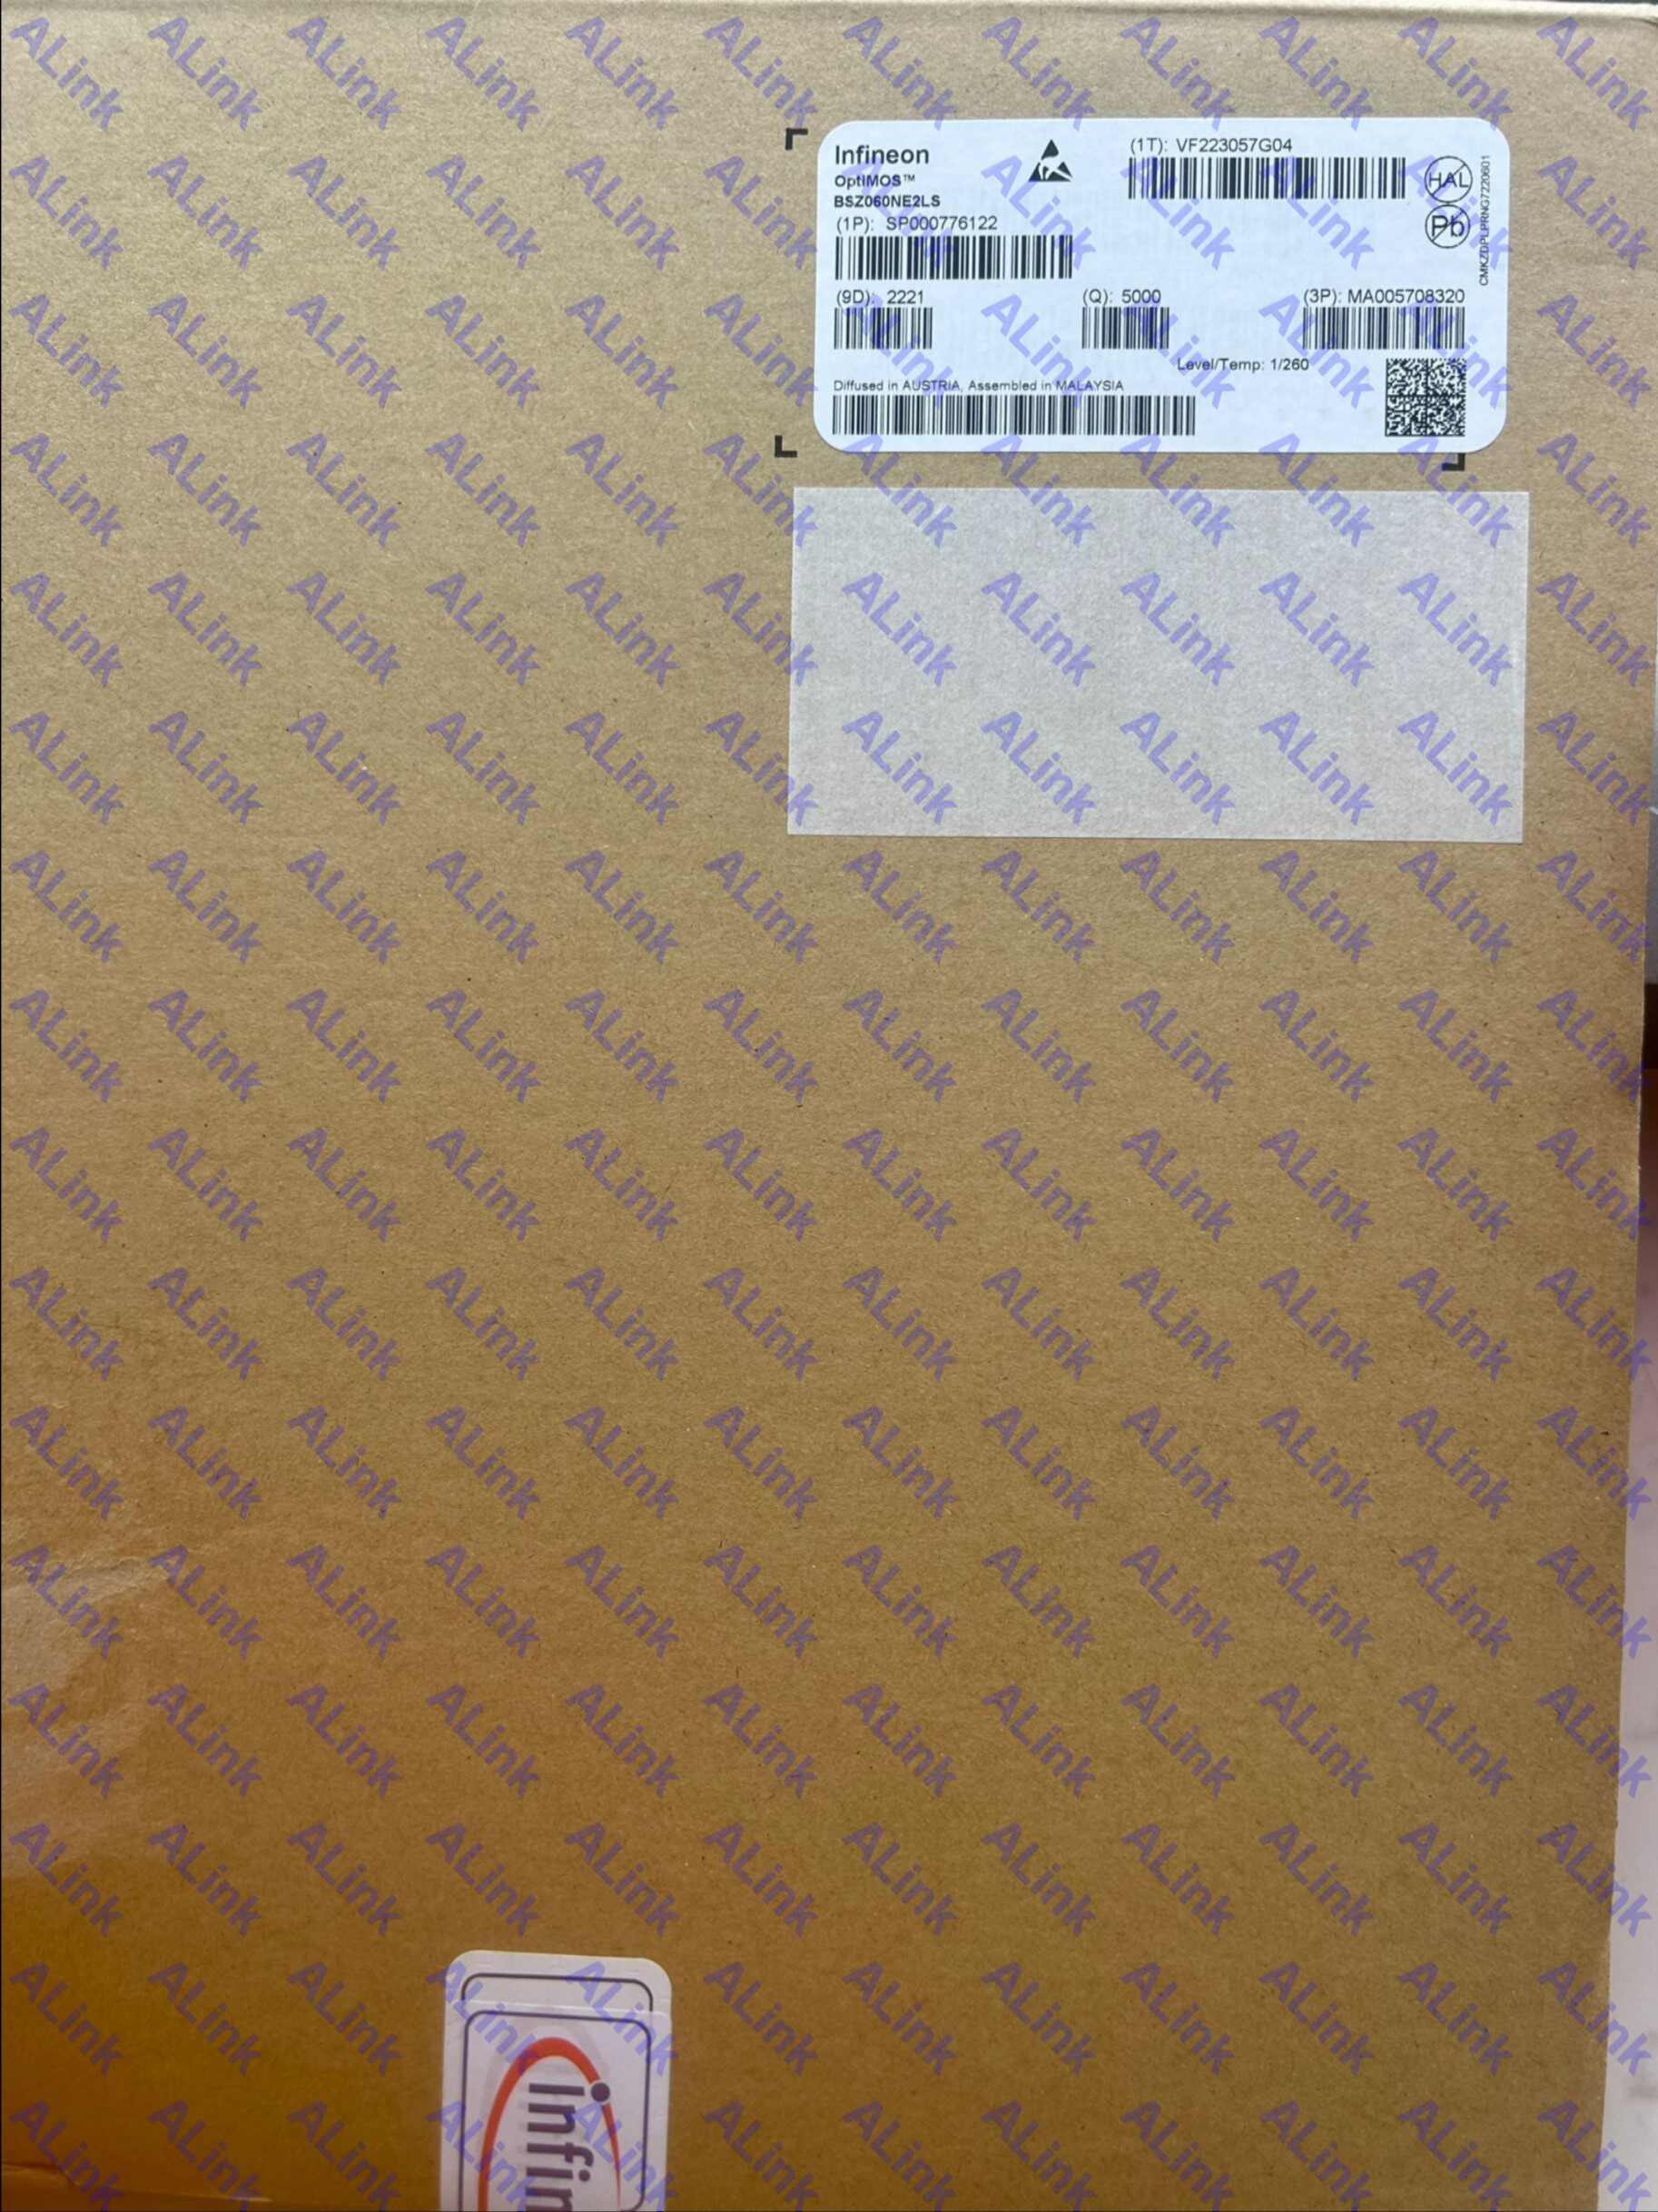 Infineon
OptiMOS™
BSZ060NE2LS
(1P): SP000776122
(1T): VF223057G04
HAL
Pb
CMKZDPLPRNG7220601
(9D): 2221
(Q): 5000
(3P): MA005708320
Level/Temp: 1/260
Diffused in AUSTRIA, Assembled in MALAYSIA
infin
ALink